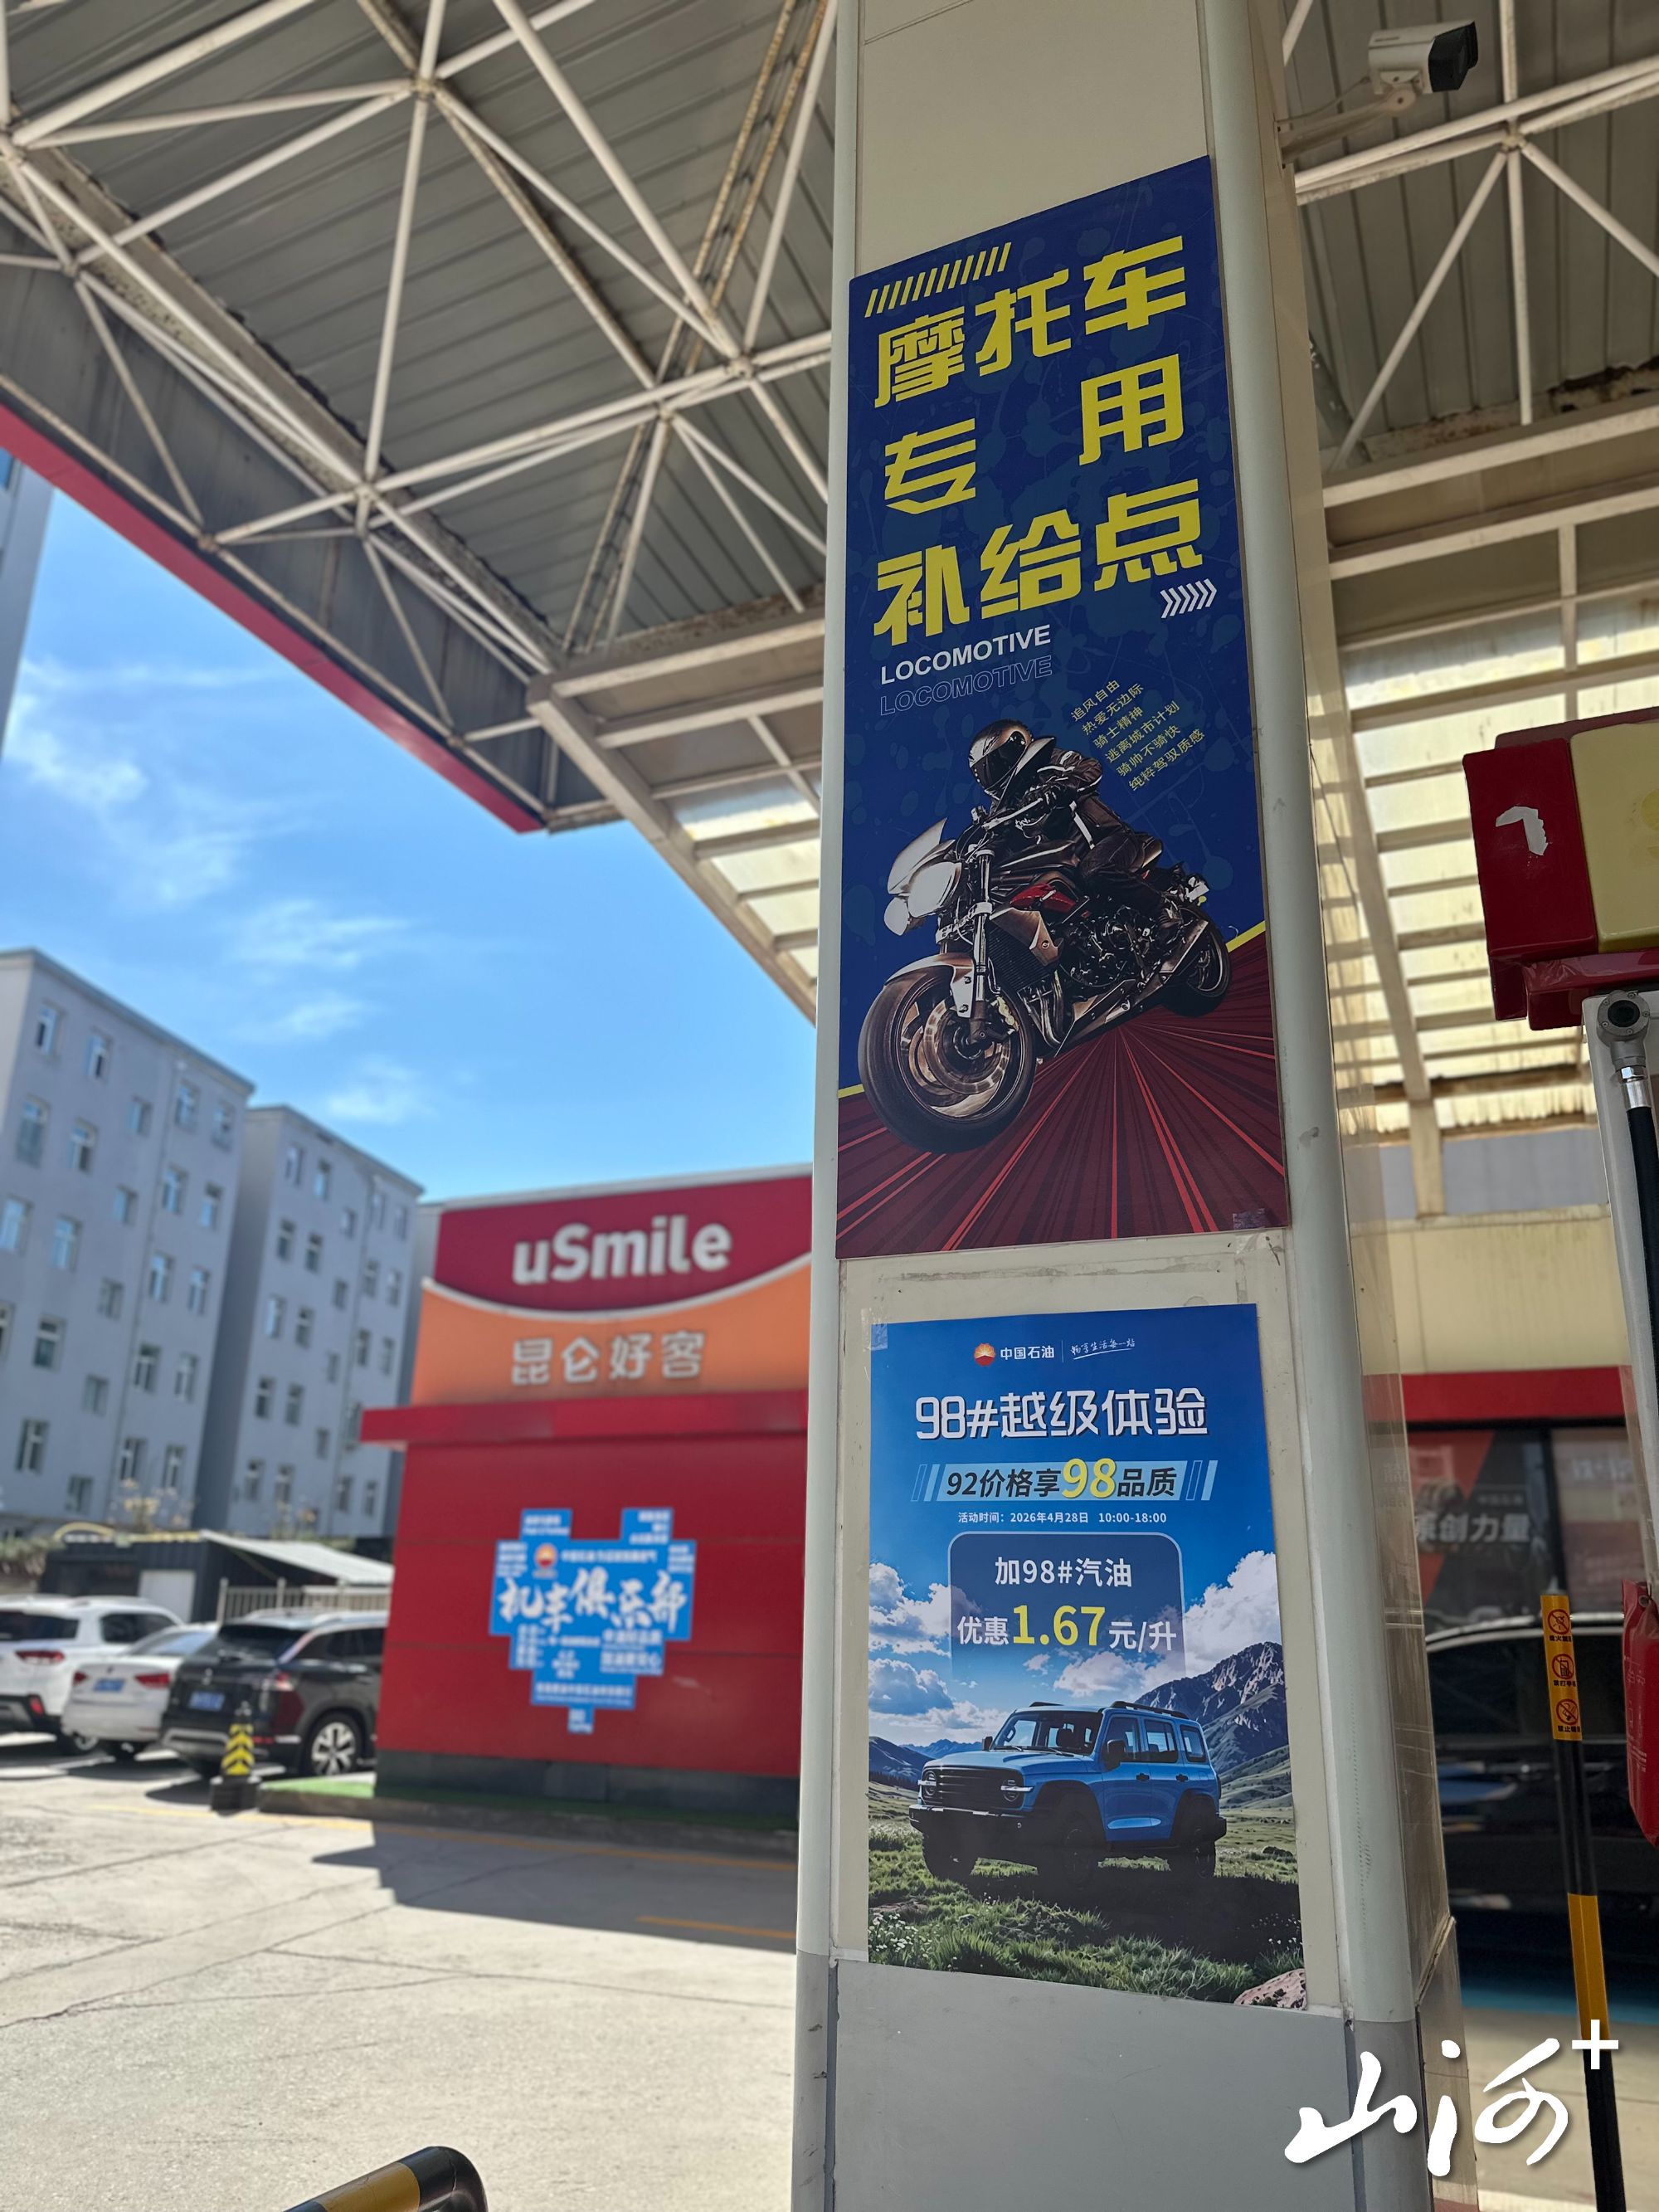 摩托车
专用
补给点
LOCOMOTIVE
LOCOMOTIVE
追风自由
热爱无边际
骑士精神
逃离城市计划
骑帅不骑快
纯粹驾驭质感
uSmile
昆仑好客
机车俱乐部
中国石油
98#越级体验
92价格享98品质
活动时间：2026年4月28日 10:00-18:00
加98#汽油
优惠1.67元/升
1
创力量
山河+